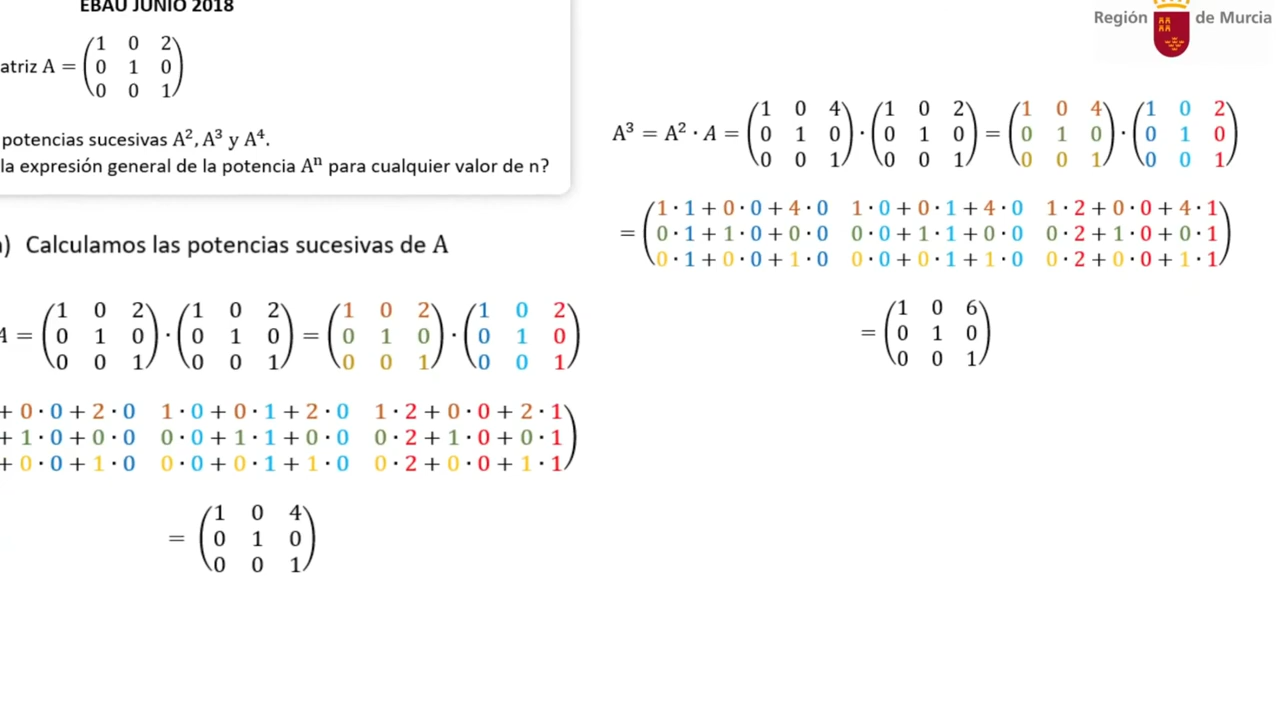 EBAU JUNIO 2018
Región de Murcia
atriz A = (1 0 2
0 1 0
0 0 1)
potencias sucesivas A², A³ y A⁴.
la expresión general de la potencia Aⁿ para cualquier valor de n?
) Calculamos las potencias sucesivas de A
= (1 0 2
0 1 0
0 0 1) · (1 0 2
0 1 0
0 0 1) = (1 0 2
0 1 0
0 0 1) · (1 0 2
0 1 0
0 0 1)
+ 0 · 0 + 2 · 0 1 · 0 + 0 · 1 + 2 · 0 1 · 2 + 0 · 0 + 2 · 1
+ 1 · 0 + 0 · 0 0 · 0 + 1 · 1 + 0 · 0 0 · 2 + 1 · 0 + 0 · 1
+ 0 · 0 + 1 · 0 0 · 0 + 0 · 1 + 1 · 0 0 · 2 + 0 · 0 + 1 · 1)
= (1 0 4
0 1 0
0 0 1)
A³ = A² · A = (1 0 4
0 1 0
0 0 1) · (1 0 2
0 1 0
0 0 1) = (1 0 4
0 1 0
0 0 1) · (1 0 2
0 1 0
0 0 1)
= (1 · 1 + 0 · 0 + 4 · 0 1 · 0 + 0 · 1 + 4 · 0 1 · 2 + 0 · 0 + 4 · 1
0 · 1 + 1 · 0 + 0 · 0 0 · 0 + 1 · 1 + 0 · 0 0 · 2 + 1 · 0 + 0 · 1
0 · 1 + 0 · 0 + 1 · 0 0 · 0 + 0 · 1 + 1 · 0 0 · 2 + 0 · 0 + 1 · 1)
= (1 0 6
0 1 0
0 0 1)